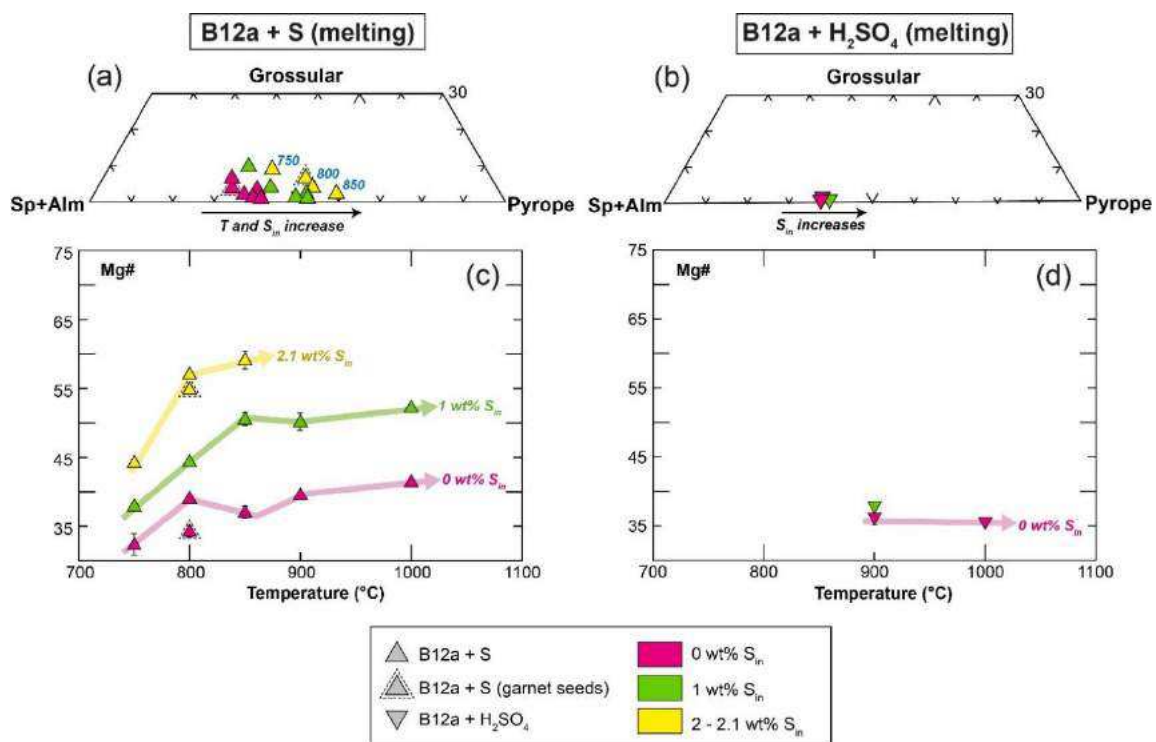 B12a + S (melting)
B12a + H₂SO₄ (melting)
(a)
Grossular
30
750
800
850
Sp+Alm
Pyrope
T and Sᵢₙ increase
(b)
Grossular
30
Sp+Alm
Pyrope
Sᵢₙ increases
75
Mg#
(c)
65
55
45
35
2.1 wt% Sᵢₙ
1 wt% Sᵢₙ
0 wt% Sᵢₙ
700
800
900
1000
1100
Temperature (°C)
75
Mg#
(d)
65
55
45
35
0 wt% Sᵢₙ
700
800
900
1000
1100
Temperature (°C)
B12a + S
B12a + S (garnet seeds)
B12a + H₂SO₄
0 wt% Sᵢₙ
1 wt% Sᵢₙ
2 - 2.1 wt% Sᵢₙ